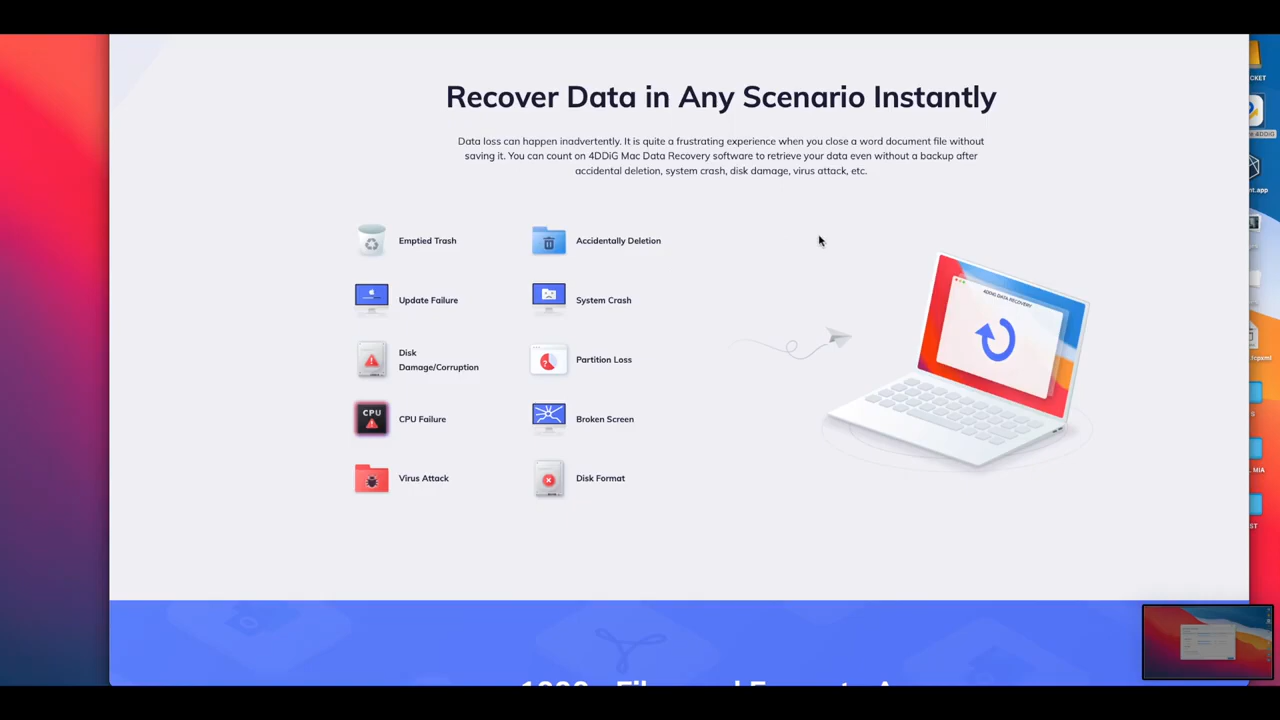 Recover Data in Any Scenario Instantly
Data loss can happen inadvertently. It is quite a frustrating experience when you close a word document file without
saving it. You can count on 4DDiG Mac Data Recovery software to retrieve your data even without a backup after
accidental deletion, system crash, disk damage, virus attack, etc.
Emptied Trash
Accidentally Deletion
Update Failure
System Crash
Disk
Damage/Corruption
Partition Loss
CPU
CPU Failure
Broken Screen
Virus Attack
Disk Format
4DDIG DATA RECOVERY